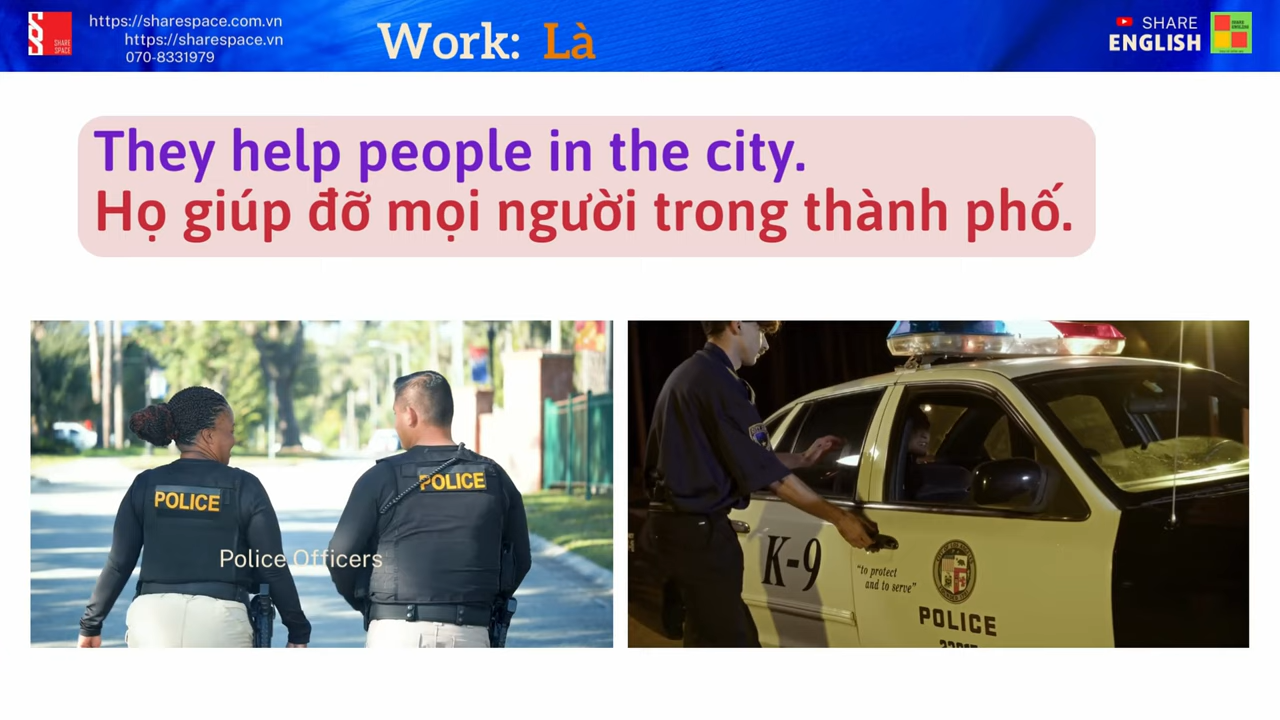 SHARE
SPACE
https://sharespace.com.vn
https://sharespace.vn
070-8331979
Work: Là
SHARE
ENGLISH
They help people in the city.
Họ giúp đỡ mọi người trong thành phố.
POLICE
POLICE
Police Officers
K-9
"to protect
and to serve"
POLICE